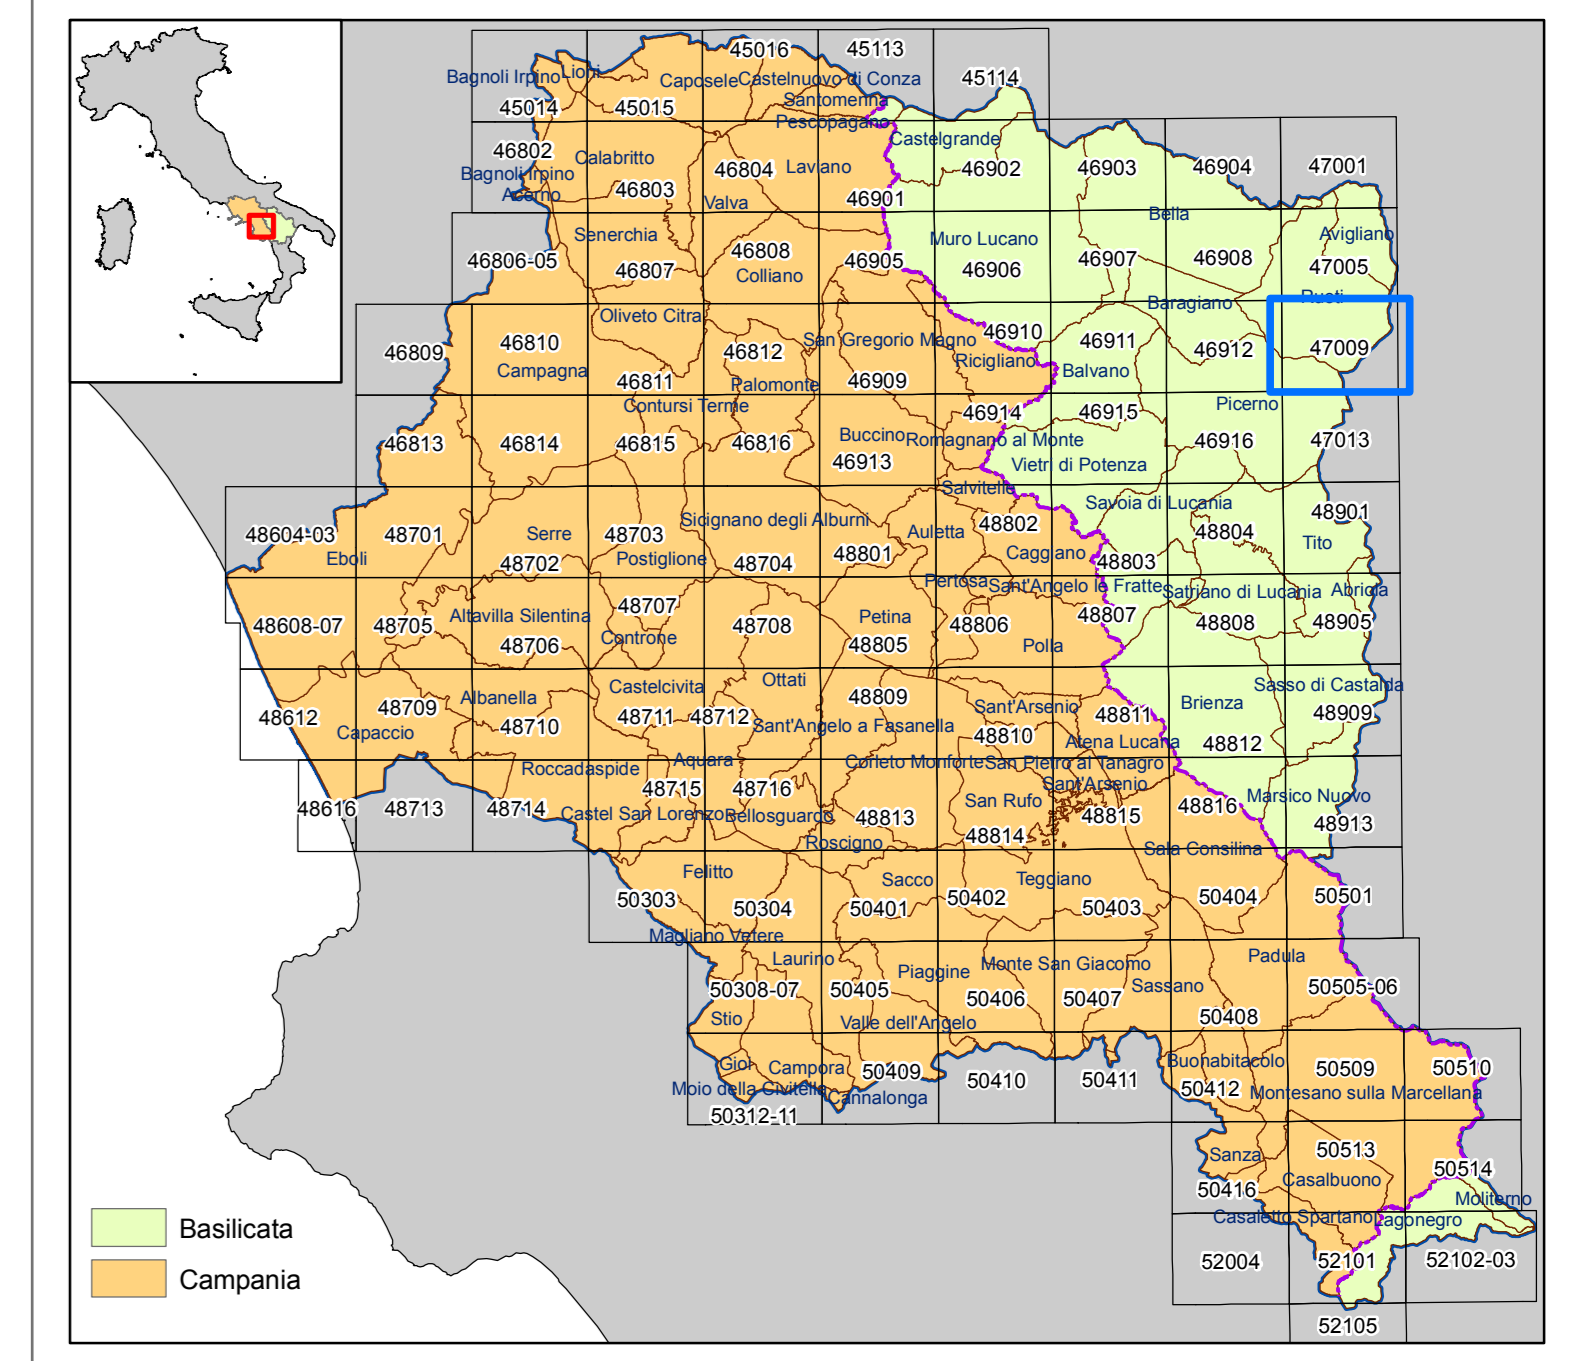 45016
45113
45114
Bagnoli Irpino
Lioni
Caposele
Castelnuovo di Conza
45014
45015
Santomenna
Pescopagano
Castelgrande
46802
Calabritto
46804
Laviano
46902
46903
46904
47001
Bagnoli Irpino
Acerno
46803
Valva
46901
Bella
Senerchia
46808
Muro Lucano
Avigliano
46806-05
46807
Colliano
46905
46906
46907
46908
47005
Oliveto Citra
Baragiano
Ruoti
46809
46810
46812
San Gregorio Magno
46910
46911
46912
47009
Campagna
46811
Palomonte
46909
Ricigliano
Balvano
Contursi Terme
46914
46915
Picerno
46813
46814
46815
46816
Buccino
Romagnano al Monte
46916
47013
46913
Vietri di Potenza
Salvitelle
Savoia di Lucania
48604-03
48701
Serre
48703
Sicignano degli Alburni
Auletta
48802
48804
48901
Eboli
48702
Postiglione
48704
48801
Caggiano
48803
Tito
Pertosa
Sant'Angelo le Fratte
Satriano di Lucania
Abriola
48608-07
48705
Altavilla Silentina
48707
48708
Petina
48806
48807
48808
48905
48706
Controne
48805
Polla
Albanella
Castelcivita
Ottati
48809
Sant'Arsenio
Brienza
Sasso di Castalda
48612
48709
48710
48711
48712
Sant'Angelo a Fasanella
48810
48811
48909
Capaccio
Atena Lucana
48812
Roccadaspide
Aquara
Corleto Monforte
San Pietro al Tanagro
48616
48713
48714
48715
48716
Sant'Arsenio
Castel San Lorenzo
Bellosguardo
48813
San Rufo
48815
48816
Marsico Nuovo
Roscigno
48814
48913
Sala Consilina
Felitto
Sacco
Teggiano
50303
50304
50401
50402
50403
50404
50501
Magliano Vetere
Laurino
Piaggine
Monte San Giacomo
Padula
50308-07
50405
50406
50407
Sassano
50505-06
Stio
Valle dell'Angelo
50408
Gioi
Campora
50409
50410
50411
Buonabitacolo
50509
50510
Moio della Civitella
Cannalonga
50412
Montesano sulla Marcellana
50312-11
Sanza
50513
50514
50416
Casalbuono
Moliterno
Casaletto Spartano
Lagonegro
52004
52101
52102-03
52105
Basilicata
Campania